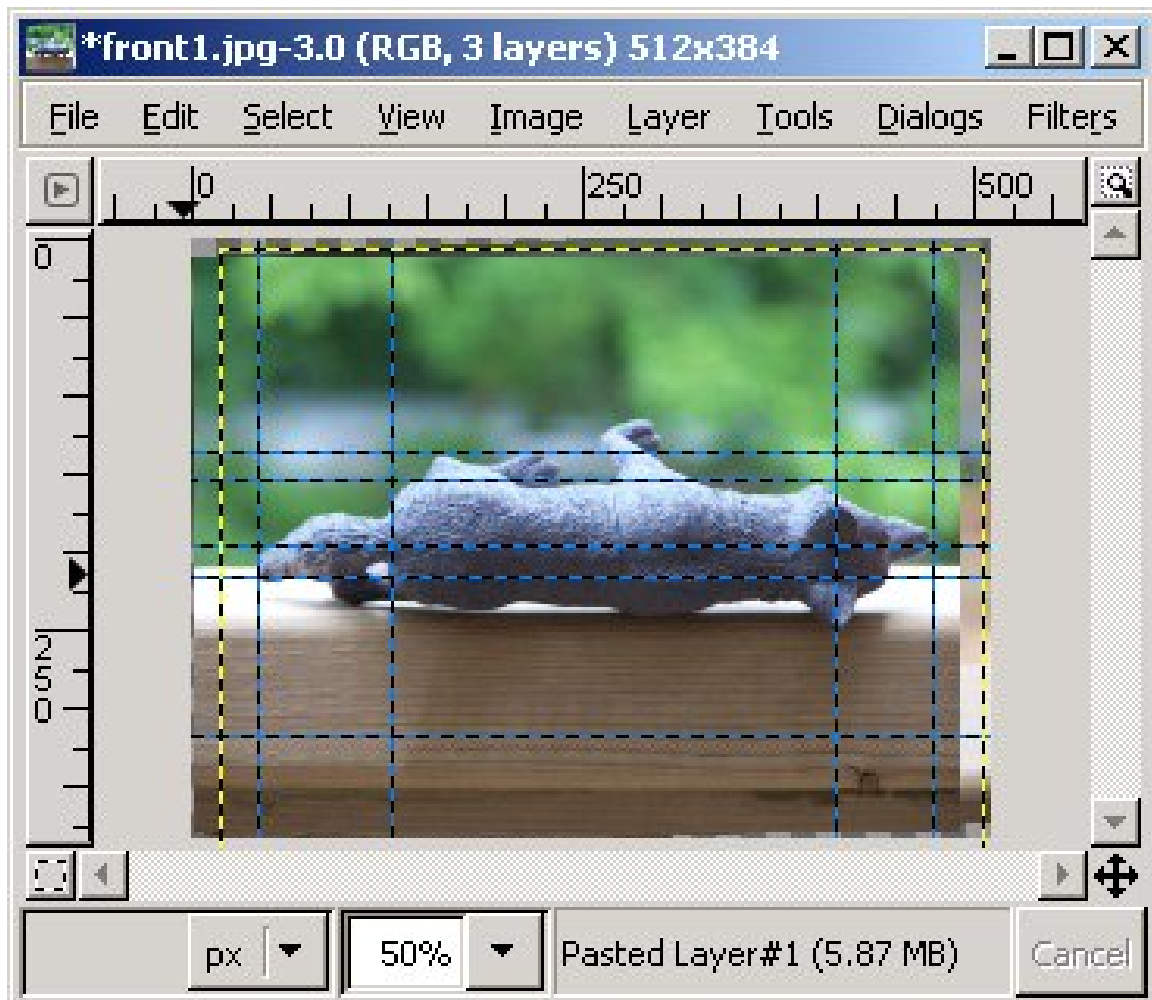 *front1.jpg-3.0 (RGB, 3 layers) 512x384
File Edit Select View Image Layer Tools Dialogs Filters
0 250 500
0
250
px 50% Pasted Layer#1 (5.87 MB) Cancel